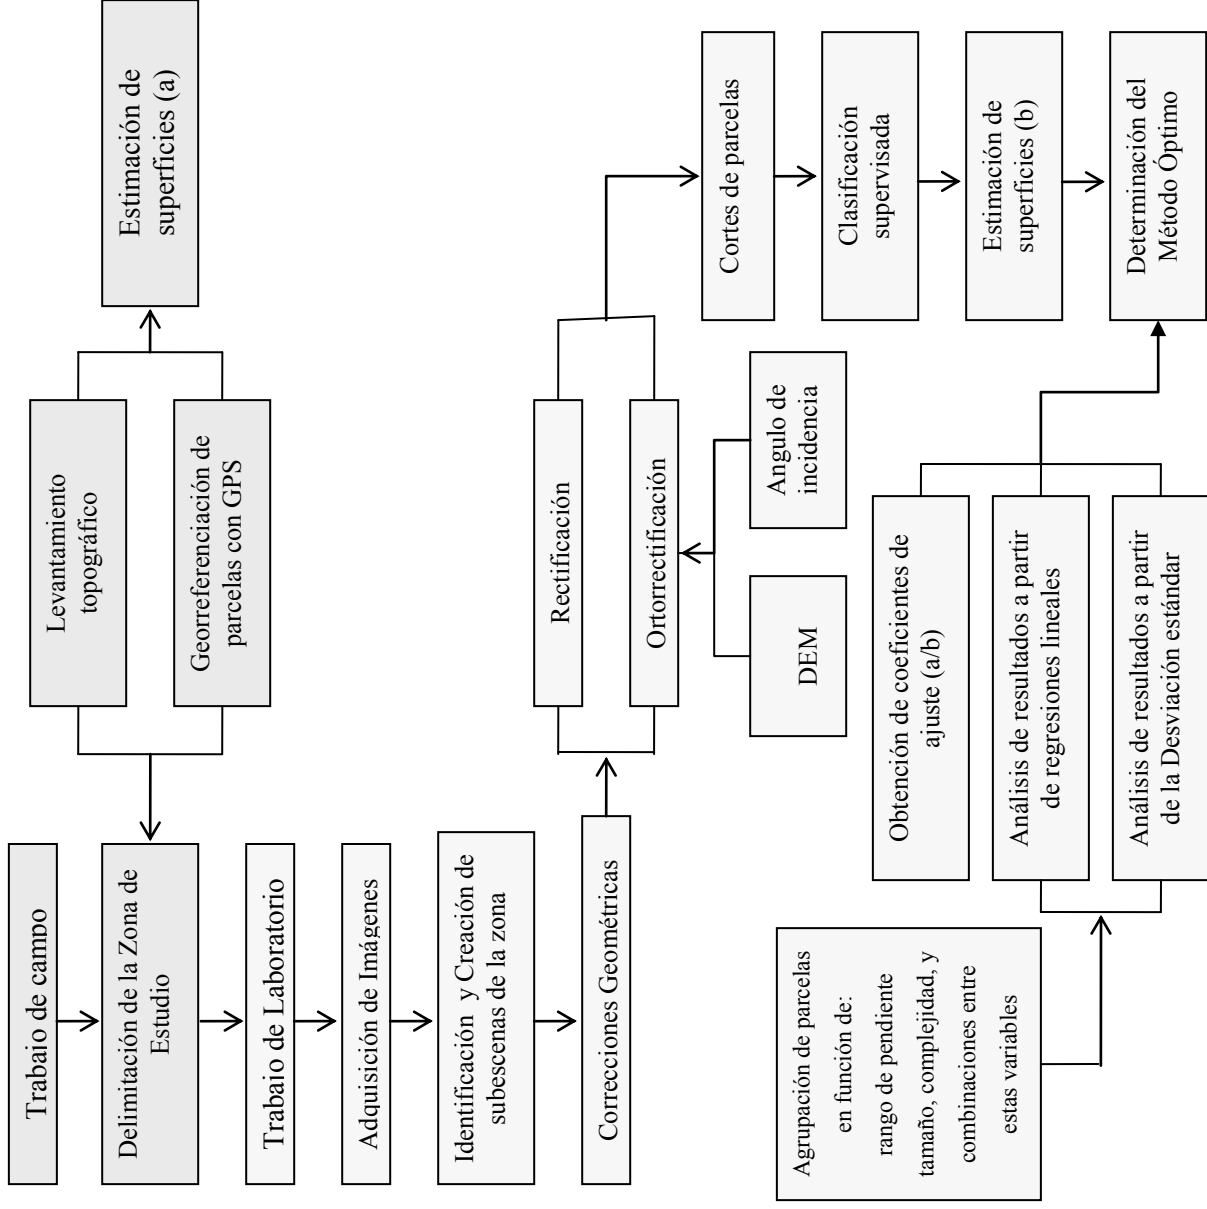 Trabajo de campo
Delimitación de la Zona de
Estudio
Trabajo de Laboratorio
Adquisición de Imágenes
Identificación y Creación de
subescenas de la zona
Correcciones Geométricas
Levantamiento
topográfico
Georreferenciación de
parcelas con GPS
Estimación de
superficies (a)
Rectificación
Ortorrectificación
DEM
Angulo de
incidencia
Cortes de parcelas
Clasificación
supervisada
Estimación de
superficies (b)
Determinación del
Método Óptimo
Agrupación de parcelas
en función de:
rango de pendiente
tamaño, complejidad, y
combinaciones entre
estas variables
Obtención de coeficientes de
ajuste (a/b)
Análisis de resultados a partir
de regresiones lineales
Análisis de resultados a partir
de la Desviación estándar